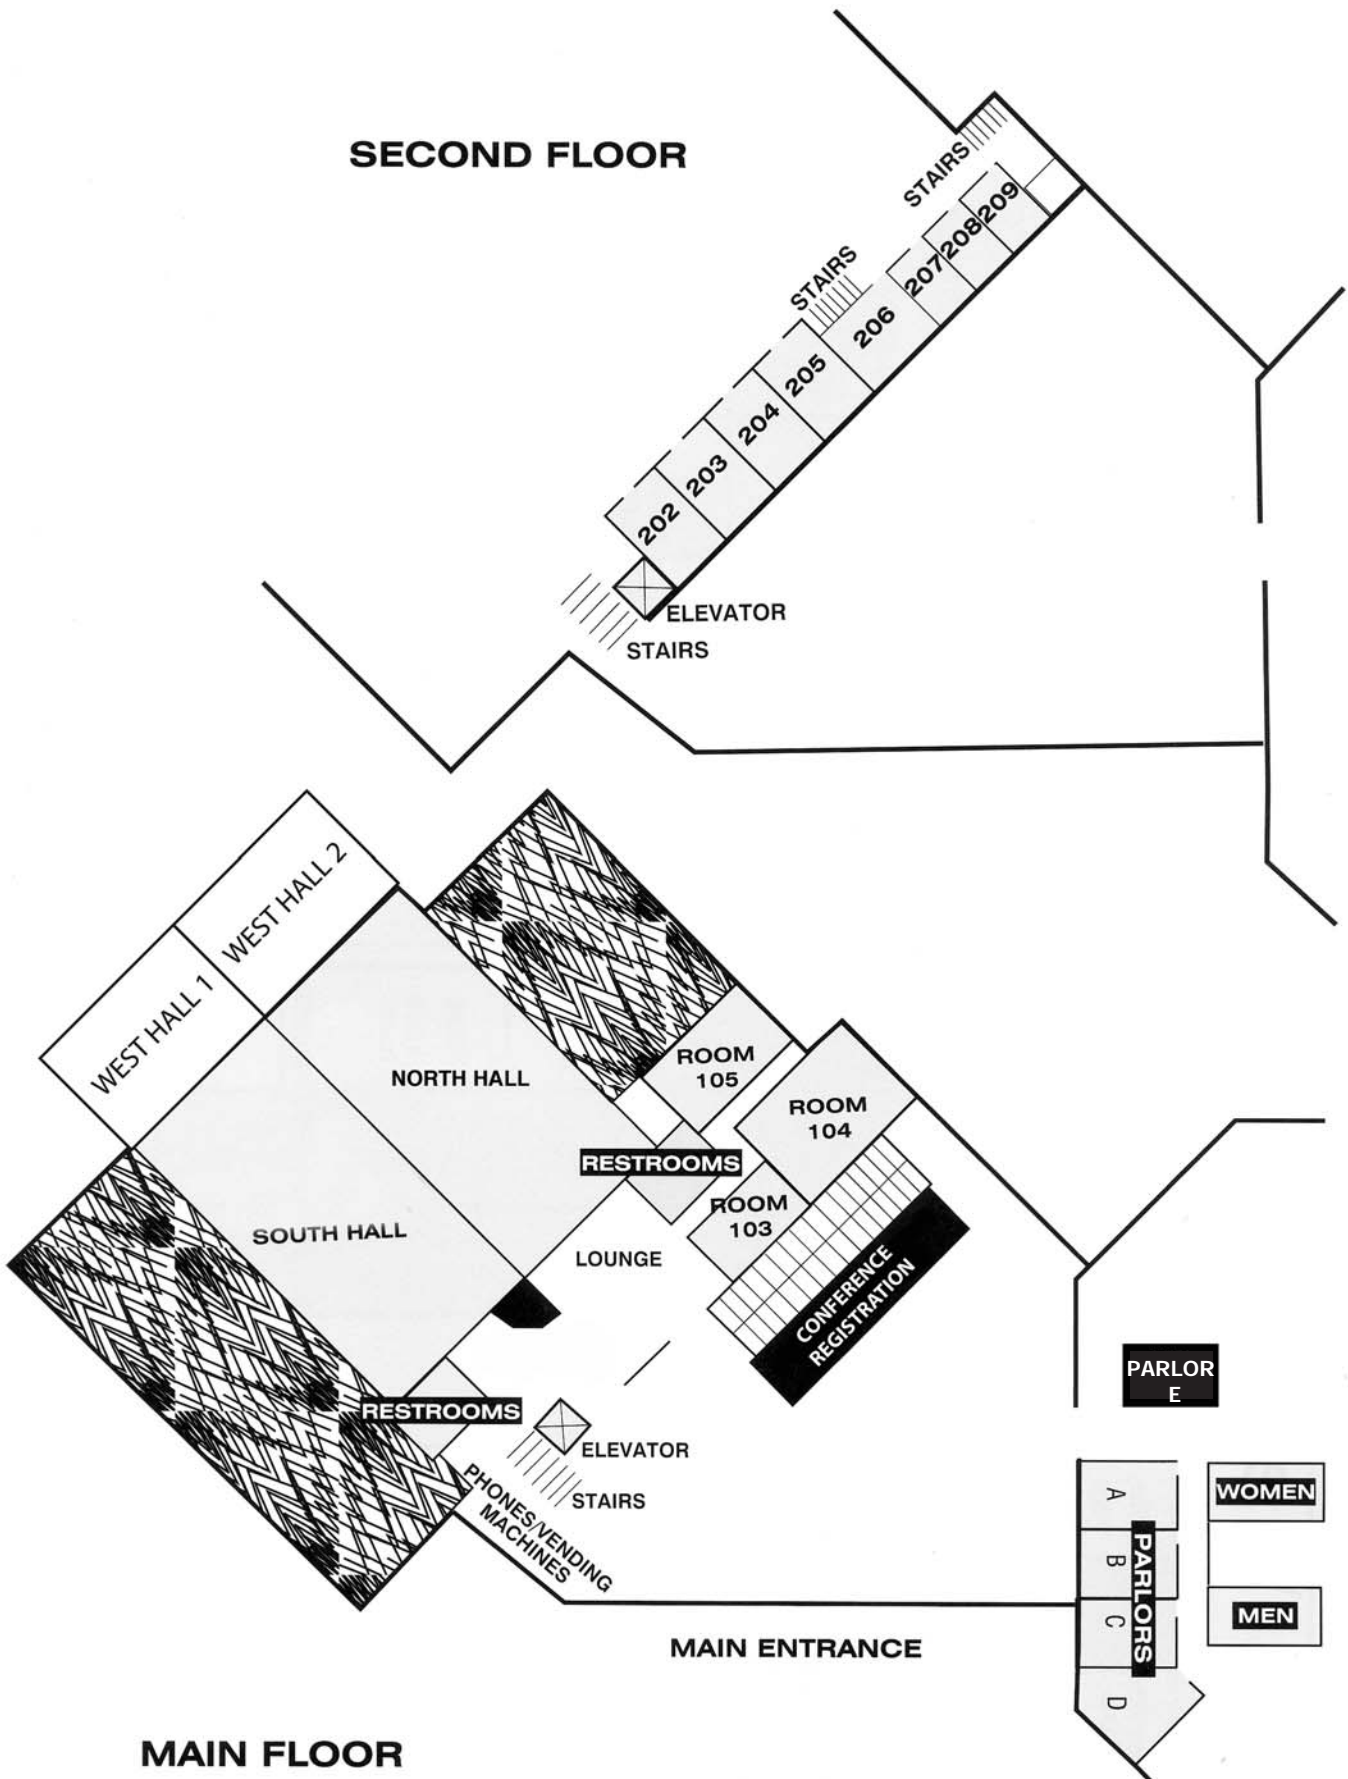 SECOND FLOOR
STAIRS
209
208
207
STAIRS
206
205
204
203
202
ELEVATOR
STAIRS
WEST HALL 2
WEST HALL 1
NORTH HALL
ROOM
105
ROOM
104
RESTROOMS
ROOM
103
SOUTH HALL
LOUNGE
CONFERENCE
REGISTRATION
PARLOR
E
RESTROOMS
ELEVATOR
STAIRS
PHONES/VENDING
MACHINES
A
B
C
D
PARLORS
WOMEN
MEN
MAIN ENTRANCE
MAIN FLOOR